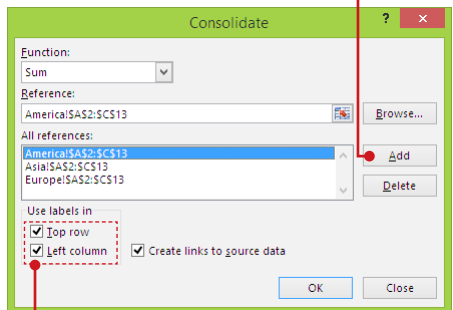 Consolidate ? ×
Function:
Sum
Reference:
America!$A$2:$C$13
Browse...
All references:
America!$A$2:$C$13
Asia!$A$2:$C$13
Europe!$A$2:$C$13
Add
Delete
Use labels in
Top row
Left column
Create links to source data
OK
Close